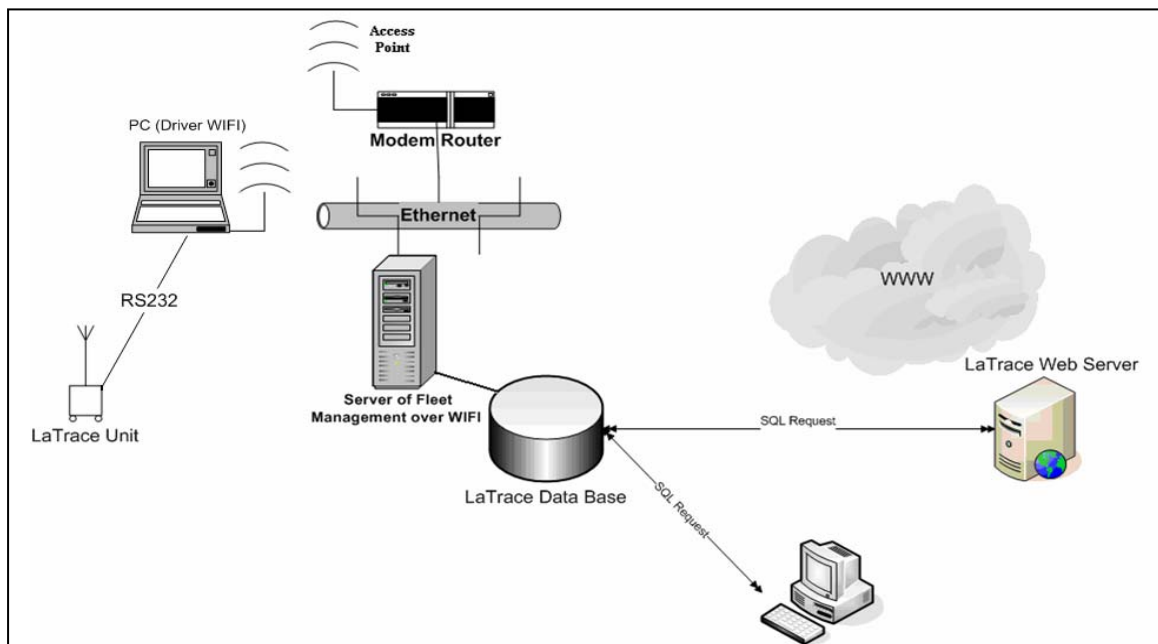 Access
Point
PC (Driver WIFI)
Modem Router
Ethernet
RS232
WWW
LaTrace Web Server
Server of Fleet
Management over WIFI
SQL Request
LaTrace Unit
LaTrace Data Base
SQL Request